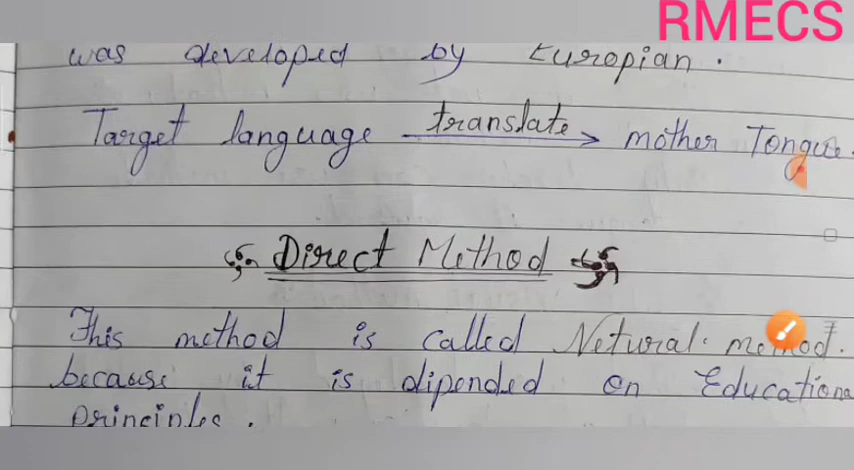 RMECS
was developed by Europian.
Target language translate > mother Tongue.
Direct Method
This method is called Netural. method.
because it is dipended on Educationa
principles.